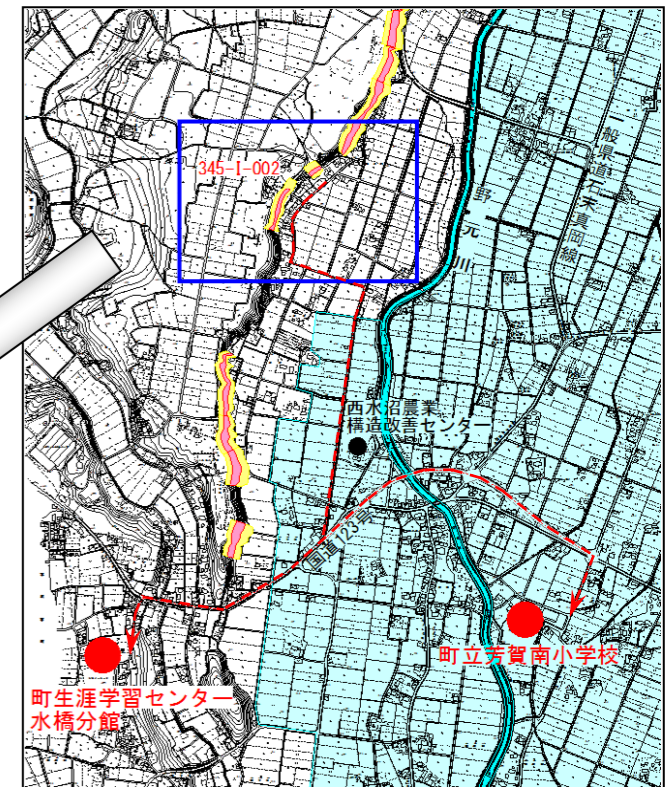 345-I-002
一般県道石末真岡線
野元川
西水沼農業
構造改善センター
国道123号
町立芳賀南小学校
町生涯学習センター
水橋分館